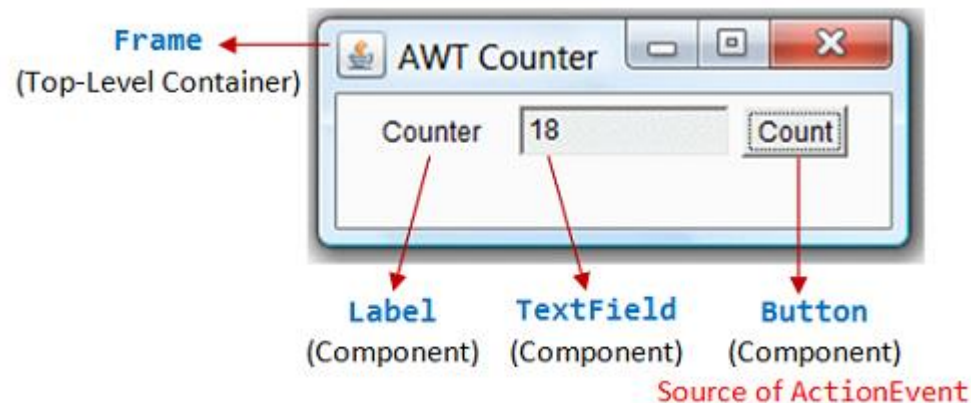 Frame
(Top-Level Container)
AWT Counter
Counter
18
Count
Label
(Component)
TextField
(Component)
Button
(Component)
Source of ActionEvent